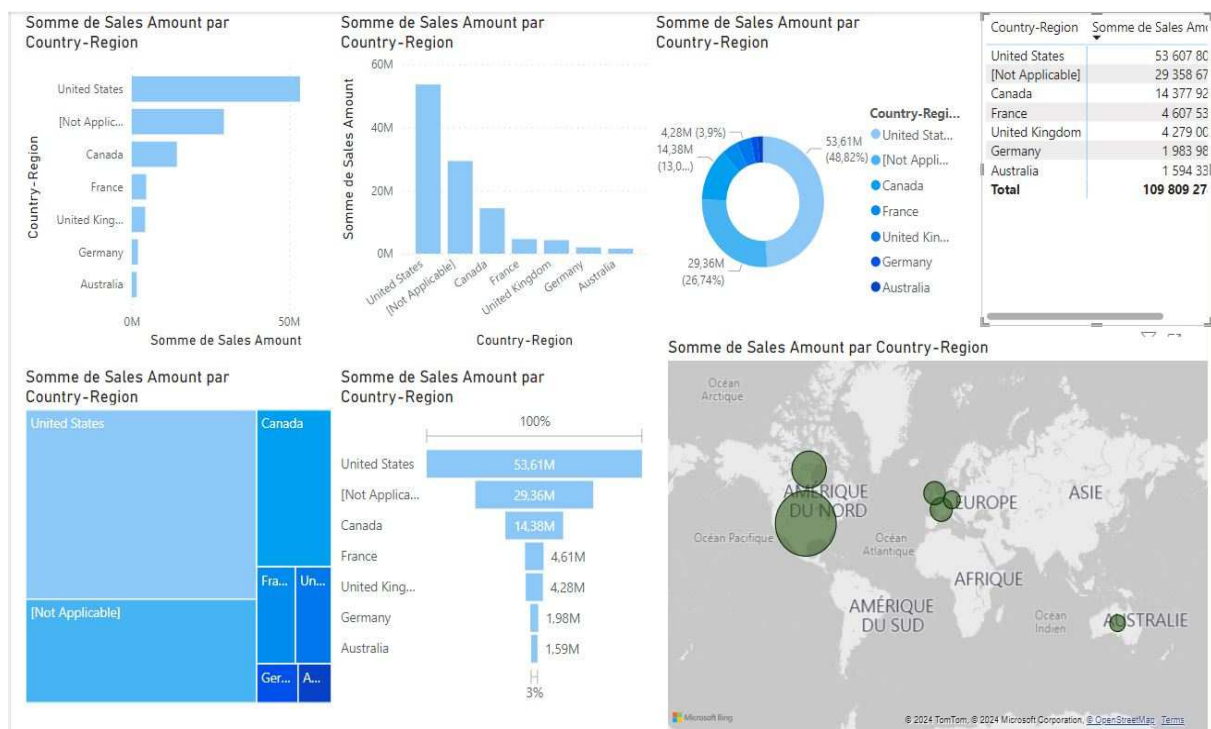 Somme de Sales Amount par
Country-Region
United States
[Not Applic...
Canada
France
United King...
Germany
Australia
Country-Region
0M
50M
Somme de Sales Amount
Somme de Sales Amount par
Country-Region
60M
40M
20M
0M
Somme de Sales Amount
United States
[Not Applicable]
Canada
France
United Kingdom
Germany
Australia
Country-Region
Somme de Sales Amount par
Country-Region
4,28M (3,9%)
14,38M
(13,0...)
29,36M
(26,74%)
53,61M
(48,82%)
Country-Regi...
United Stat...
[Not Appli...
Canada
France
United Kin...
Germany
Australia
Country-Region Somme de Sales Am
United States 53 607 80
[Not Applicable] 29 358 67
Canada 14 377 92
France 4 607 53
United Kingdom 4 279 00
Germany 1 983 98
Australia 1 594 33
Total 109 809 27
Somme de Sales Amount par
Country-Region
United States
Canada
[Not Applicable]
Fra...
Un...
Ger...
A...
Somme de Sales Amount par
Country-Region
100%
United States 53,61M
[Not Applica... 29,36M
Canada 14,38M
France 4,61M
United King... 4,28M
Germany 1,98M
Australia 1,59M
3%
Somme de Sales Amount par Country-Region
Océan
Arctique
AMÉRIQUE
DU NORD
EUROPE
ASIE
Océan Pacifique
Océan
Atlantique
AFRIQUE
AMÉRIQUE
DU SUD
Océan
Indien
AUSTRALIE
Microsoft Bing
© 2024 TomTom, © 2024 Microsoft Corporation, © OpenStreetMap Terms